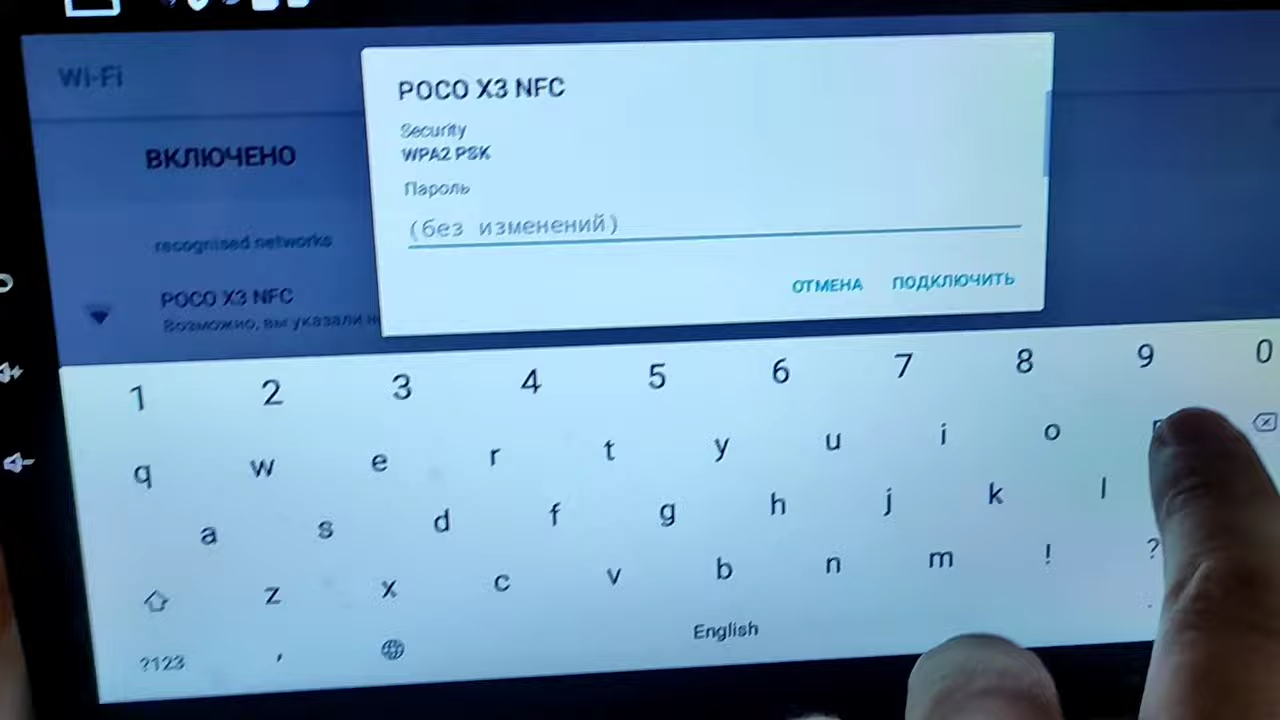 Wi-Fi
POCO X3 NFC
Security
WPA2 PSK
Пароль
(без изменений)
ОТМЕНА ПОДКЛЮЧИТЬ
ВКЛЮЧЕНО
recognised networks
POCO X3 NFC
Возможно, вы указали
1 2 3 4 5 6 7 8 9 0
q w e r t y u i o
a s d f g h j k l
z x c v b n m ! ?
?123 , English .